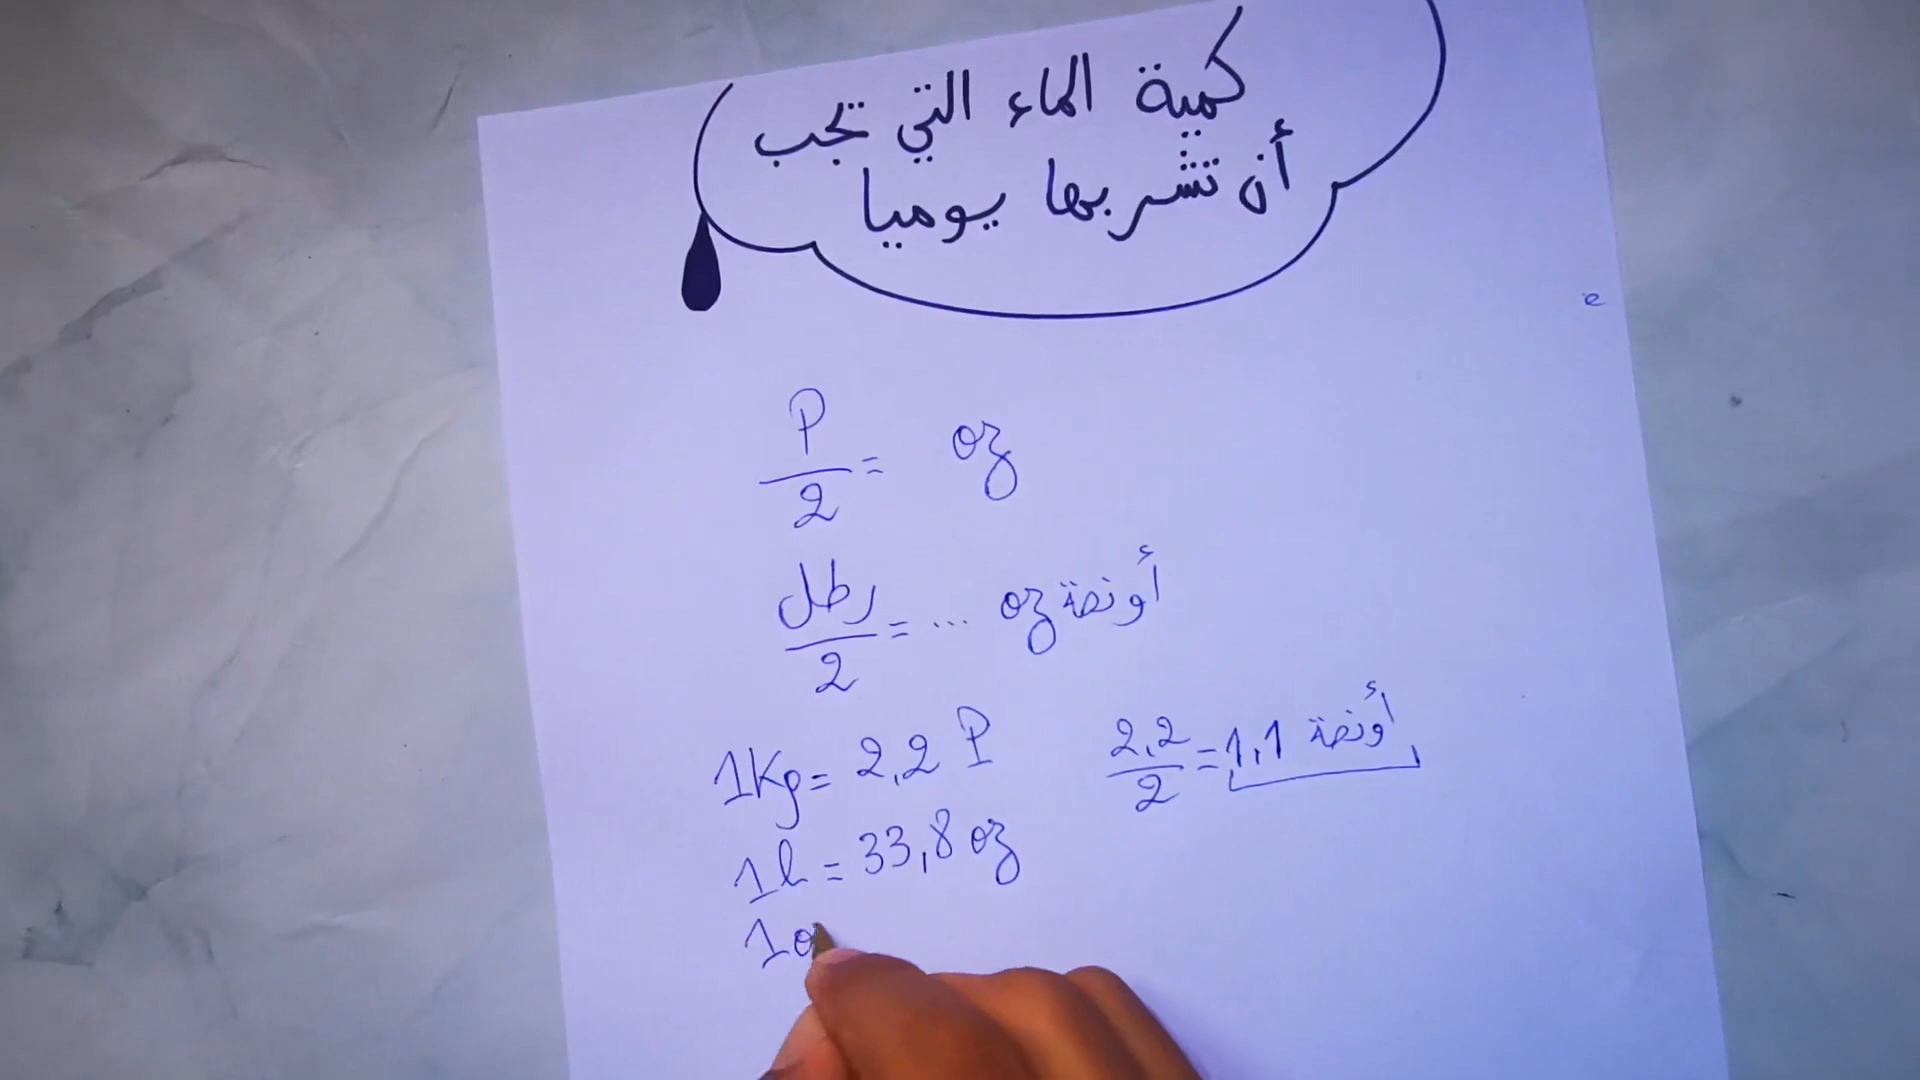 كمية الماء التي تجب
أن تشربها يوميا
P/2 = oz
رطل/2 = ... oz أونصة
1Kg = 2,2 P
2,2/2 = 1,1 أونصة
1l = 33,8 oz
1o